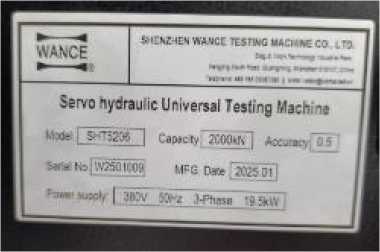 WANCE
SHENZHEN WANCE TESTING MACHINE CO., LTD.
Servo hydraulic Universal Testing Machine
Model SHT5206 Capacity 2000kN Accuracy 0.5
Serial No W2501009 MFG. Date 2025.01
Power supply: 380V 50Hz 3-Phase 19.5kW